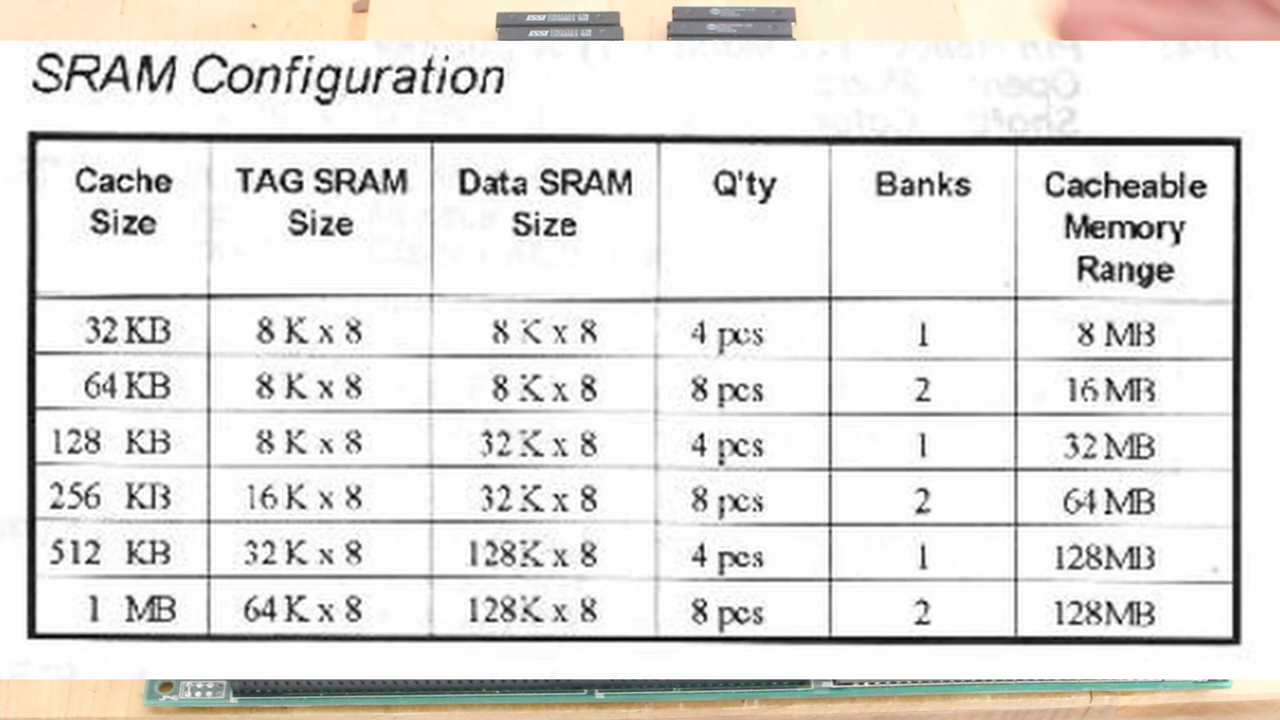 ISSI
ISSI
SRAM Configuration
Cache Size TAG SRAM Size Data SRAM Size Q'ty Banks Cacheable Memory Range
32 KB 8 K x 8 8 K x 8 4 pcs 1 8 MB
64 KB 8 K x 8 8 K x 8 8 pcs 2 16 MB
128 KB 8 K x 8 32 K x 8 4 pcs 1 32 MB
256 KB 16 K x 8 32 K x 8 8 pcs 2 64 MB
512 KB 32 K x 8 128K x 8 4 pcs 1 128MB
1 MB 64 K x 8 128K x 8 8 pcs 2 128MB